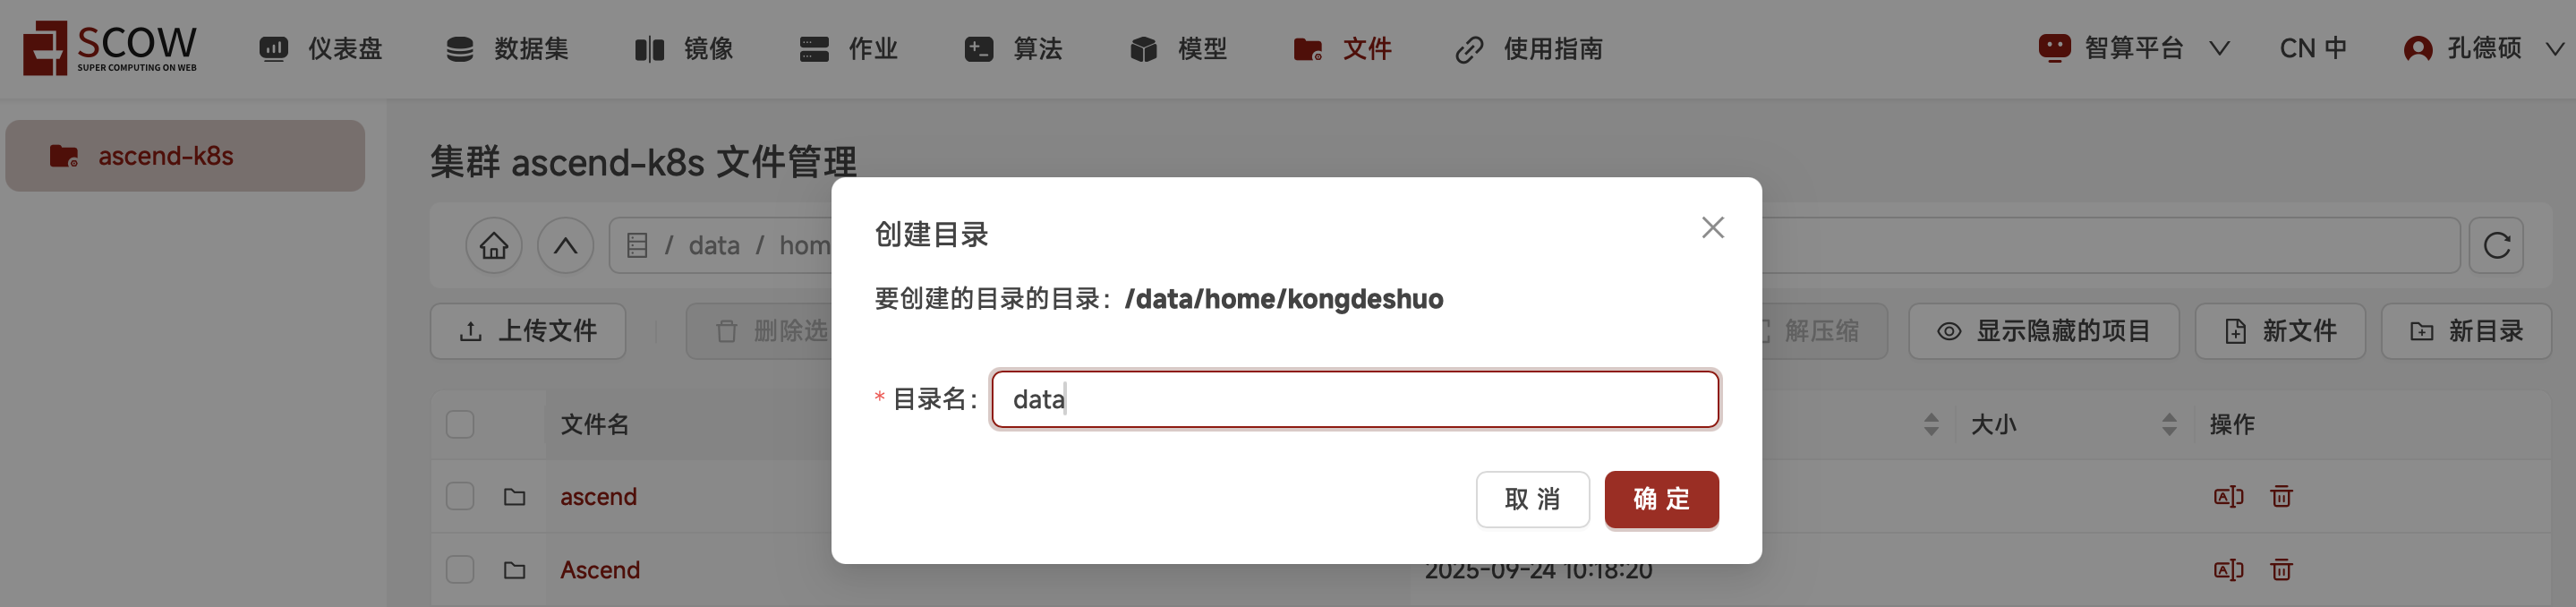 SCOW
SUPER COMPUTING ON WEB
仪表盘
数据集
镜像
作业
算法
模型
文件
使用指南
智算平台
CN 中
孔德硕
ascend-k8s
集群 ascend-k8s 文件管理
/ data / hom
上传文件
删除选
解压缩
显示隐藏的项目
新文件
新目录
创建目录
要创建的目录的目录：/data/home/kongdeshuo
* 目录名： data
取 消
确 定
文件名
大小
操作
ascend
Ascend
2025-09-24 10:18:20